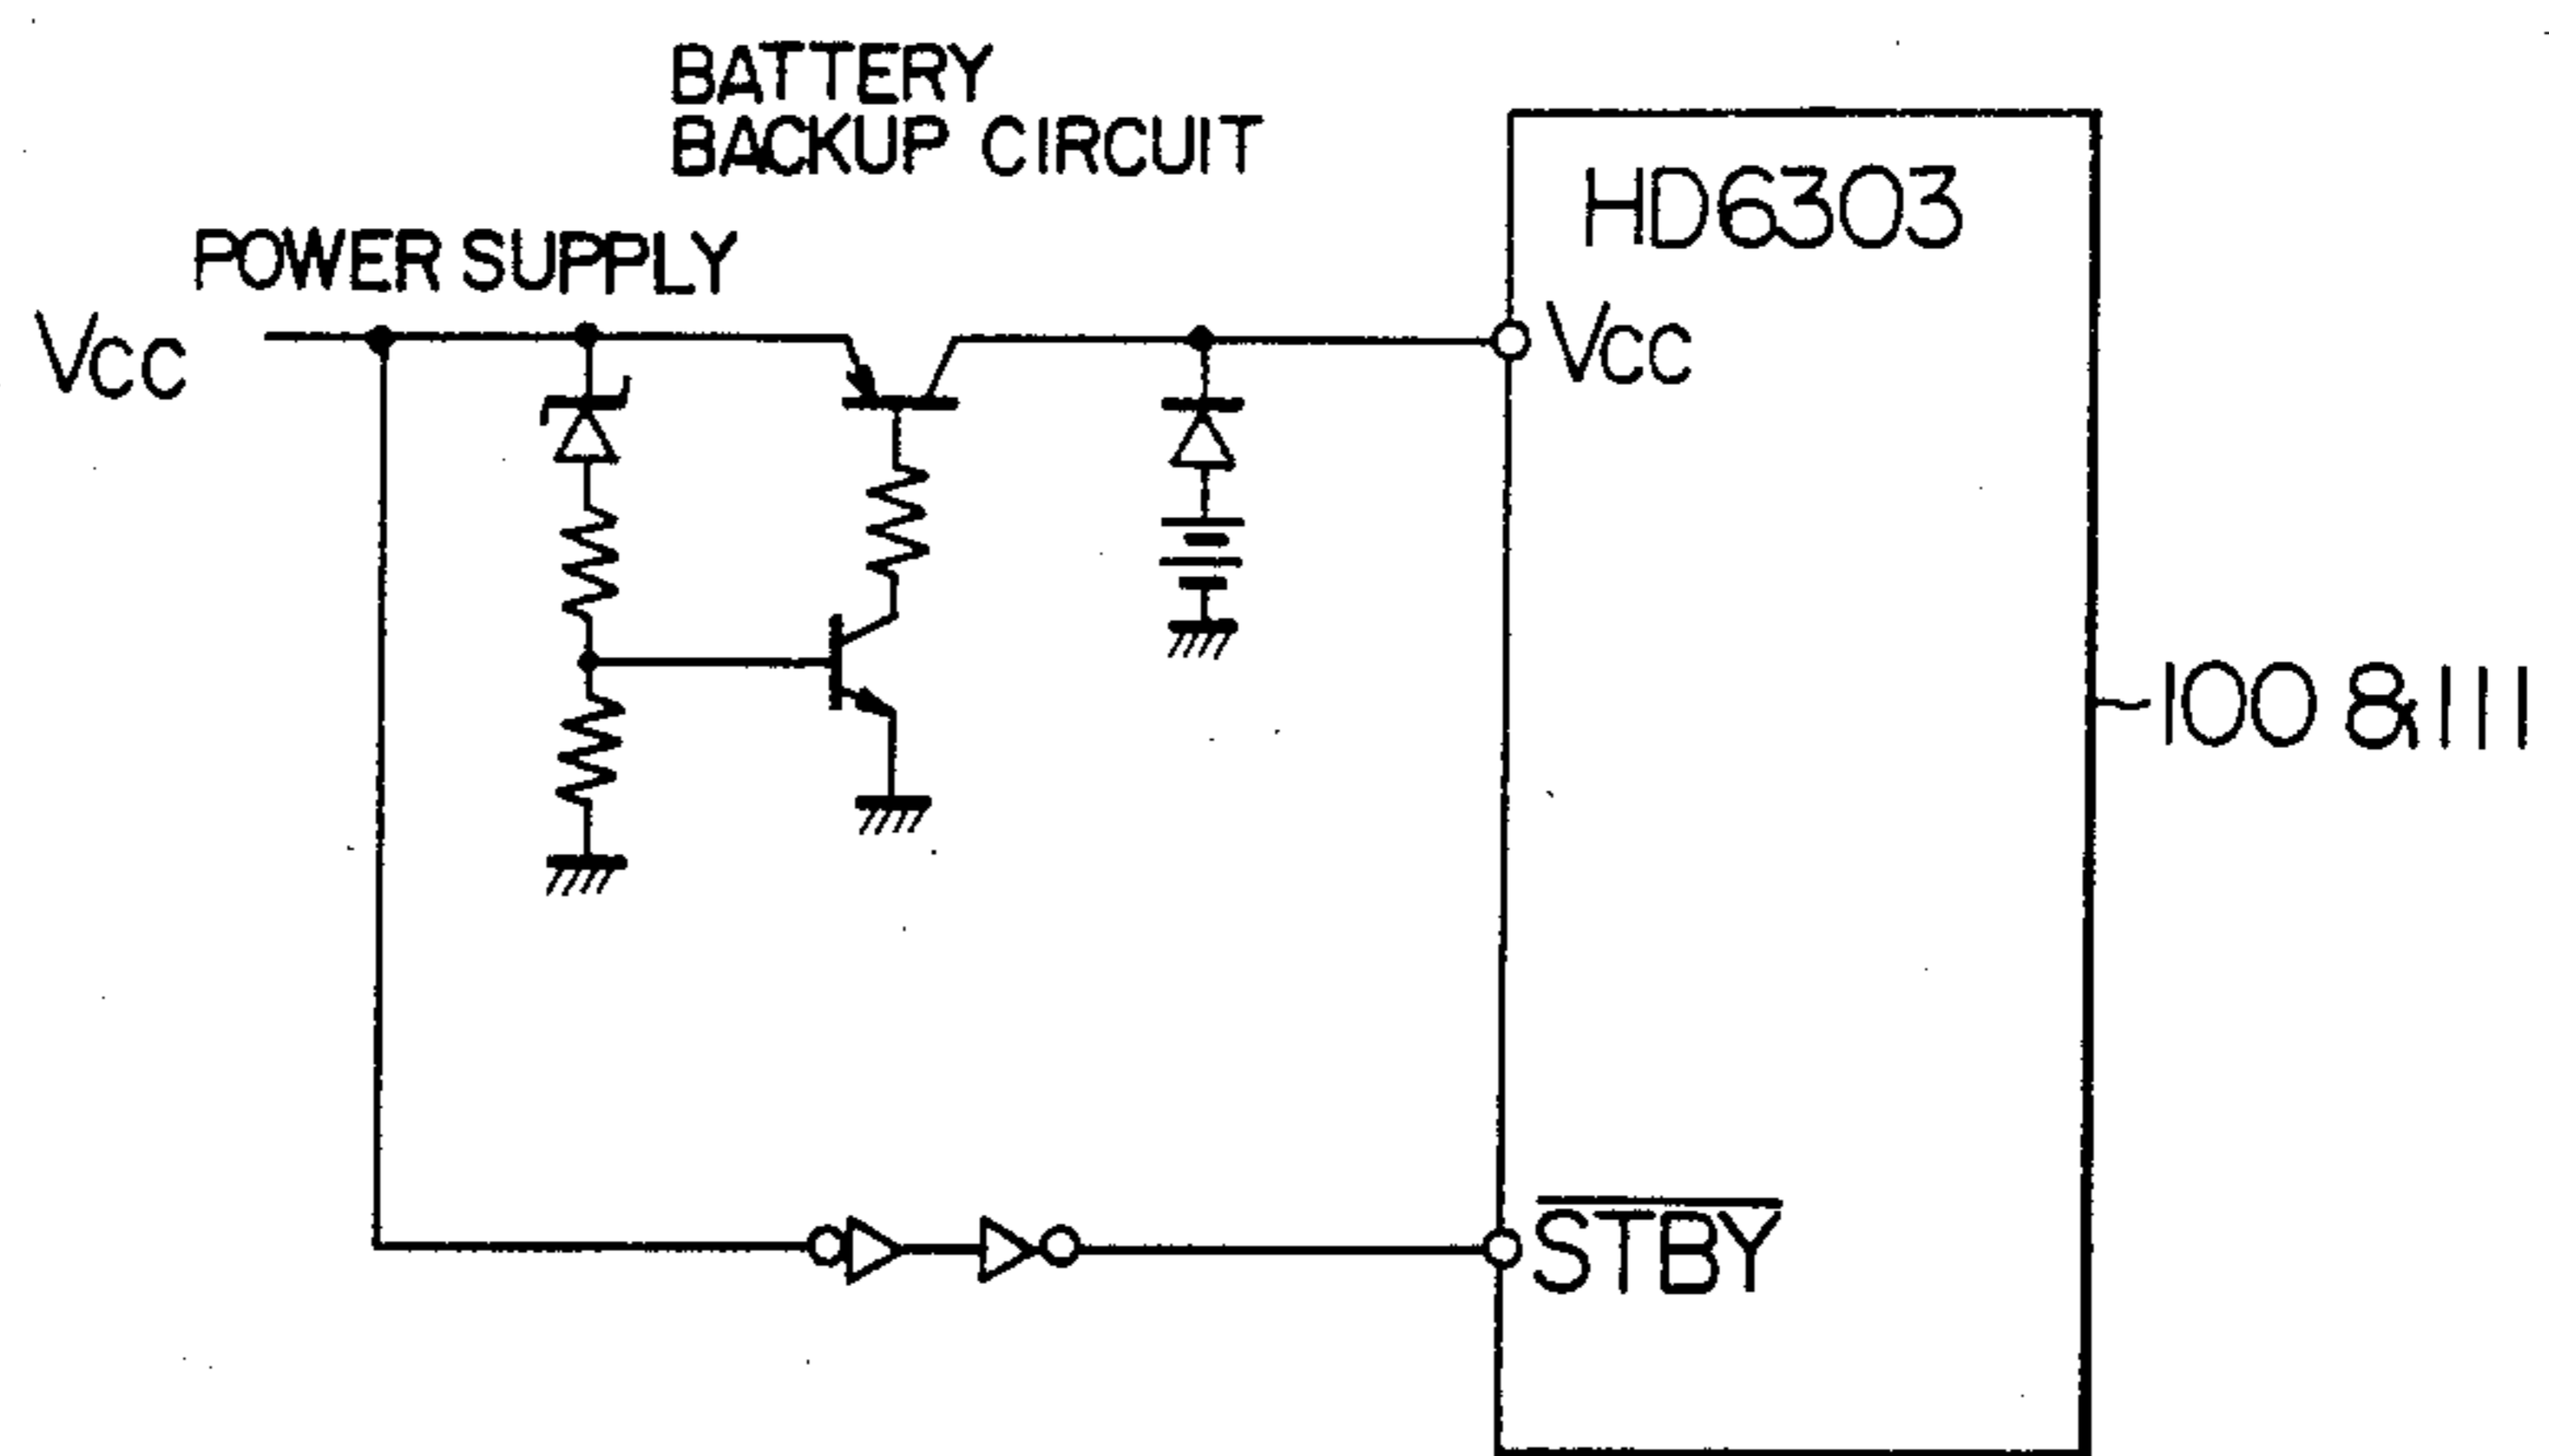 BATTERY
BACKUP CIRCUIT
HD6303
POWER SUPPLY
VCC
VCC
100 & 111
STBY